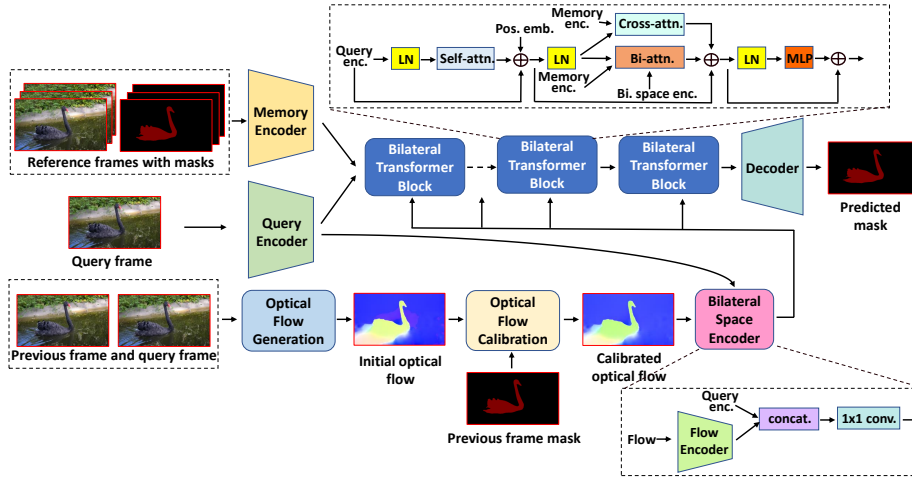 Memory
enc.
Cross-attn.
Pos. emb.
Query
enc.
LN
Self-attn.
LN
Bi-attn.
LN
MLP
Memory
enc.
Bi. space enc.
Reference frames with masks
Memory
Encoder
Bilateral
Transformer
Block
Bilateral
Transformer
Block
Bilateral
Transformer
Block
Decoder
Predicted
mask
Query frame
Query
Encoder
Previous frame and query frame
Optical
Flow
Generation
Initial optical
flow
Optical
Flow
Calibration
Calibrated
optical flow
Bilateral
Space
Encoder
Previous frame mask
Query
enc.
Flow
Flow
Encoder
concat.
1x1 conv.